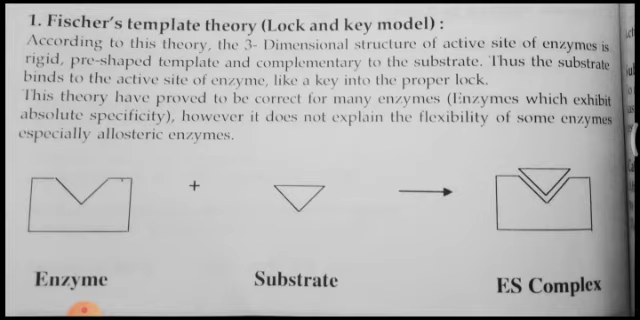 1. Fischer's template theory (Lock and key model) :
According to this theory, the 3- Dimensional structure of active site of enzymes is
rigid, pre-shaped template and complementary to the substrate. Thus the substrate
binds to the active site of enzyme, like a key into the proper lock.
This theory have proved to be correct for many enzymes (Enzymes which exhibit
absolute specificity), however it does not explain the flexibility of some enzymes
especially allosteric enzymes.
+
Enzyme Substrate ES Complex